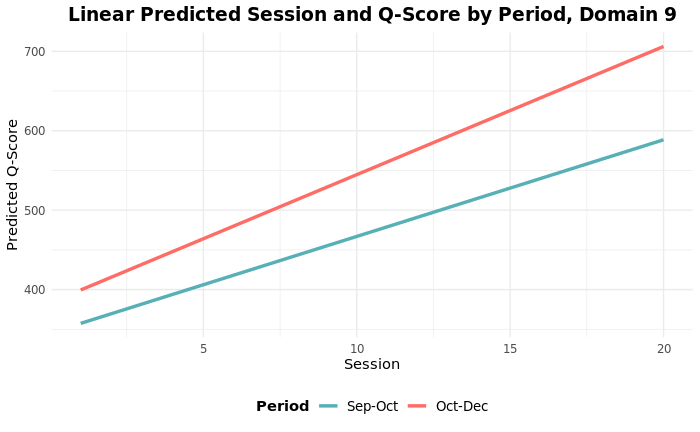 Linear Predicted Session and Q-Score by Period, Domain 9
Predicted Q-Score
700
600
500
400
5 10 15 20
Session
Period Sep-Oct Oct-Dec